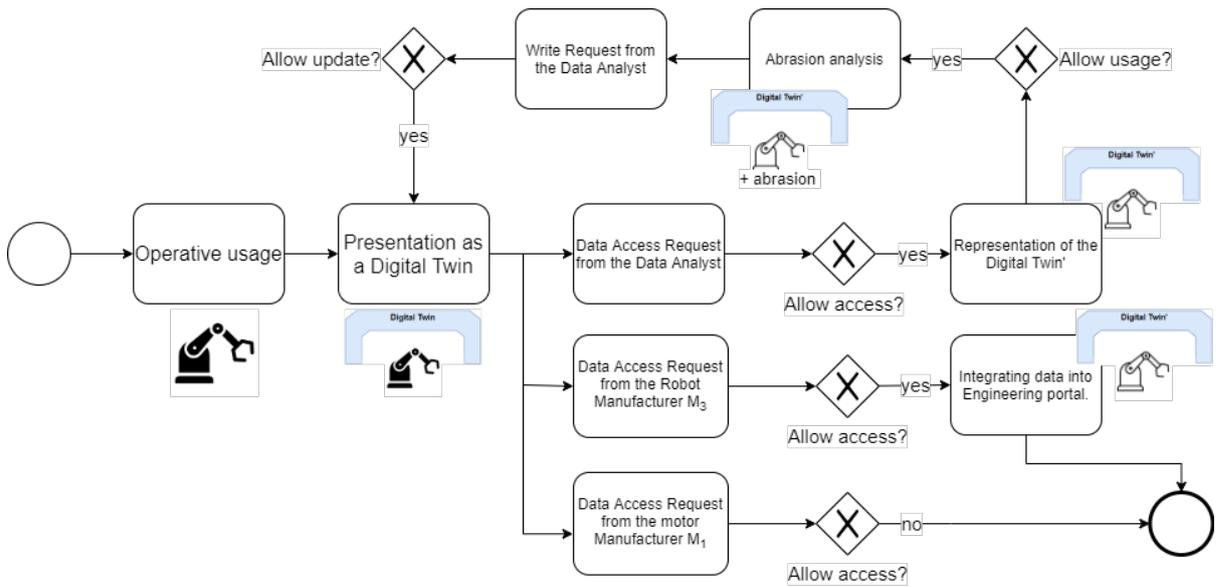 Allow update?
Write Request from
the Data Analyst
Abrasion analysis
yes
Allow usage?
Digital Twin'
+ abrasion
yes
Digital Twin'
Operative usage
Presentation as
a Digital Twin
Digital Twin
Data Access Request
from the Data Analyst
Allow access?
yes
Representation of the
Digital Twin'
Data Access Request
from the Robot
Manufacturer M₃
Allow access?
yes
Integrating data into
Engineering portal.
Digital Twin'
Data Access Request
from the motor
Manufacturer M₁
Allow access?
no